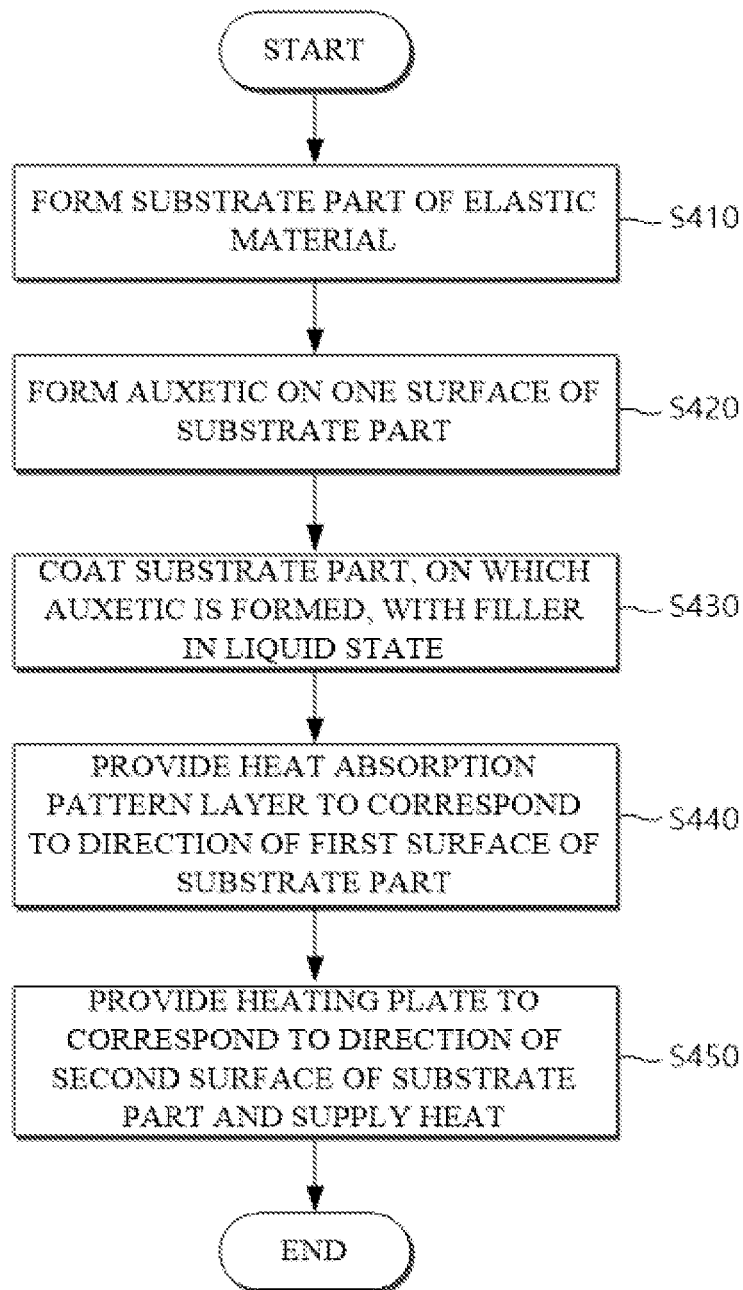 START
FORM SUBSTRATE PART OF ELASTIC
MATERIAL
S410
FORM AUXETIC ON ONE SURFACE OF
SUBSTRATE PART
S420
COAT SUBSTRATE PART, ON WHICH
AUXETIC IS FORMED, WITH FILLER
IN LIQUID STATE
S430
PROVIDE HEAT ABSORPTION
PATTERN LAYER TO CORRESPOND
TO DIRECTION OF FIRST SURFACE OF
SUBSTRATE PART
S440
PROVIDE HEATING PLATE TO
CORRESPOND TO DIRECTION OF
SECOND SURFACE OF SUBSTRATE
PART AND SUPPLY HEAT
S450
END